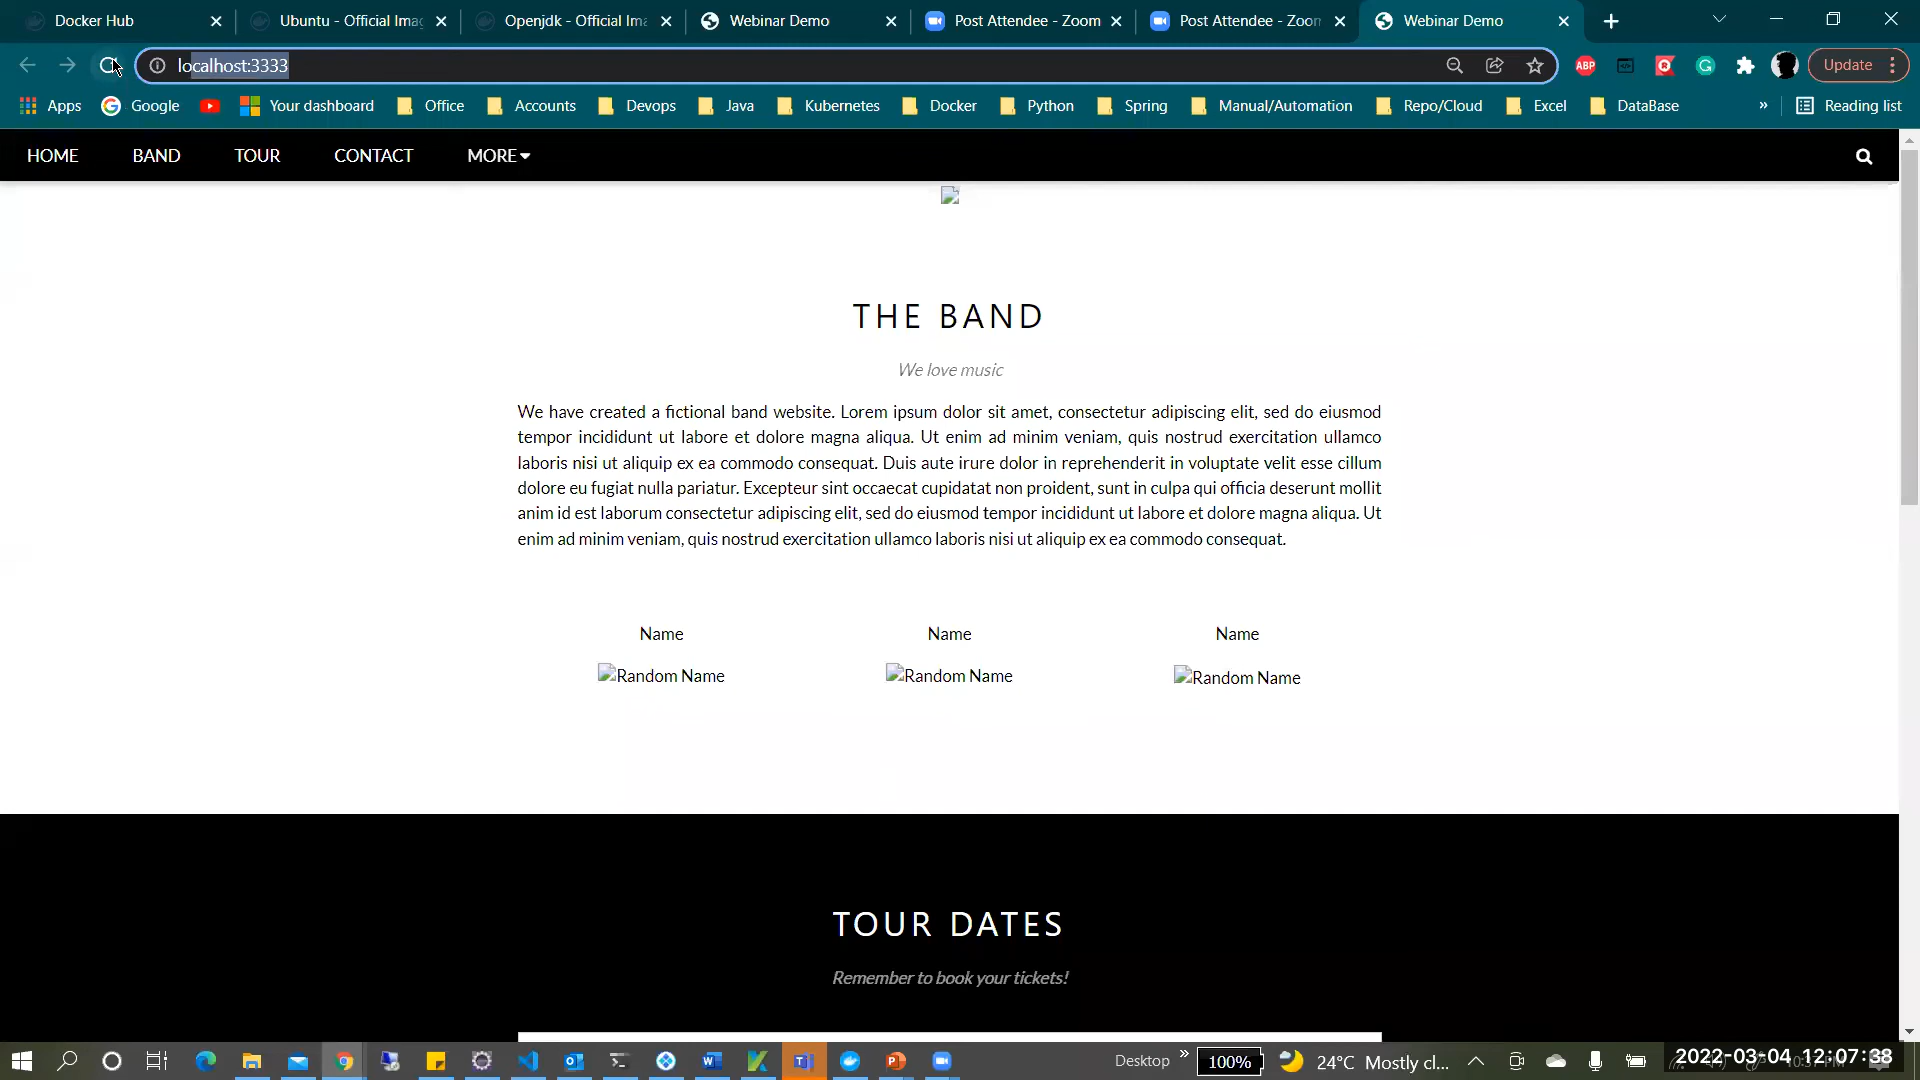 Docker Hub
Ubuntu - Official Imag
Openjdk - Official Ima
Webinar Demo
Post Attendee - Zoom
Post Attendee - Zoom
Webinar Demo
localhost:3333
ABP
Update
Apps
Google
Your dashboard
Office
Accounts
Devops
Java
Kubernetes
Docker
Python
Spring
Manual/Automation
Repo/Cloud
Excel
DataBase
»
Reading list
HOME
BAND
TOUR
CONTACT
MORE
THE BAND
We love music
We have created a fictional band website. Lorem ipsum dolor sit amet, consectetur adipiscing elit, sed do eiusmod
tempor incididunt ut labore et dolore magna aliqua. Ut enim ad minim veniam, quis nostrud exercitation ullamco
laboris nisi ut aliquip ex ea commodo consequat. Duis aute irure dolor in reprehenderit in voluptate velit esse cillum
dolore eu fugiat nulla pariatur. Excepteur sint occaecat cupidatat non proident, sunt in culpa qui officia deserunt mollit
anim id est laborum consectetur adipiscing elit, sed do eiusmod tempor incididunt ut labore et dolore magna aliqua. Ut
enim ad minim veniam, quis nostrud exercitation ullamco laboris nisi ut aliquip ex ea commodo consequat.
Name Name Name
Random Name Random Name Random Name
TOUR DATES
Remember to book your tickets!
Desktop
»
100%
24°C Mostly cl...
2022-03-04 12:07:38